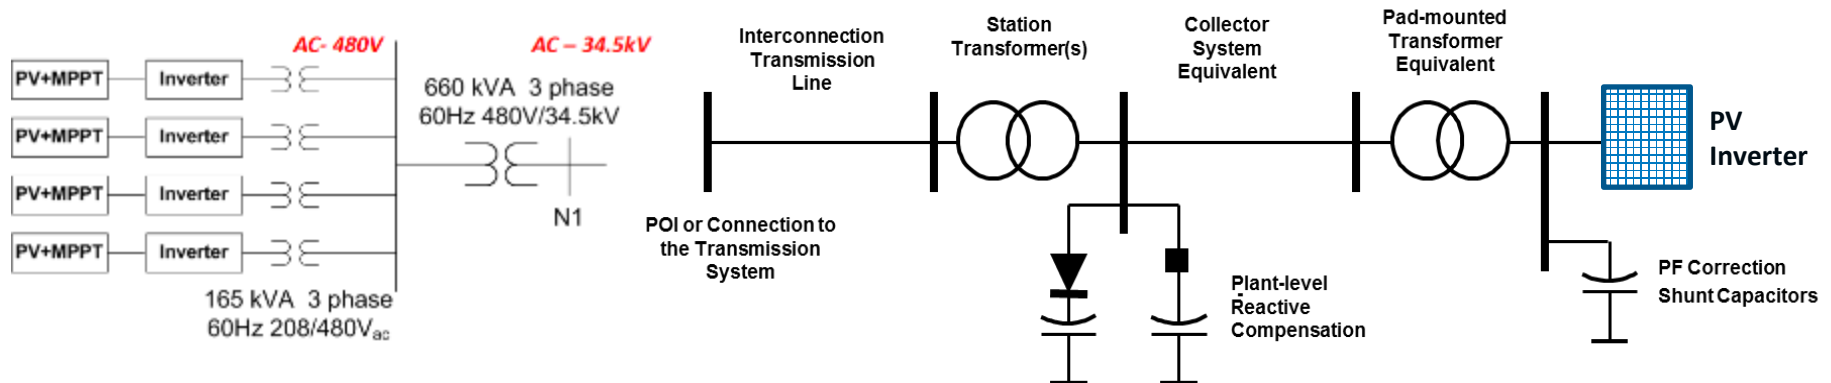 AC- 480V
AC – 34.5kV
PV+MPPT
Inverter
PV+MPPT
Inverter
PV+MPPT
Inverter
PV+MPPT
Inverter
660 kVA 3 phase
60Hz 480V/34.5kV
N1
165 kVA 3 phase
60Hz 208/480Vac
Interconnection
Transmission
Line
Station
Transformer(s)
Collector
System
Equivalent
Pad-mounted
Transformer
Equivalent
PV
Inverter
POI or Connection to
the Transmission
System
Plant-level
Reactive
Compensation
PF Correction
Shunt Capacitors